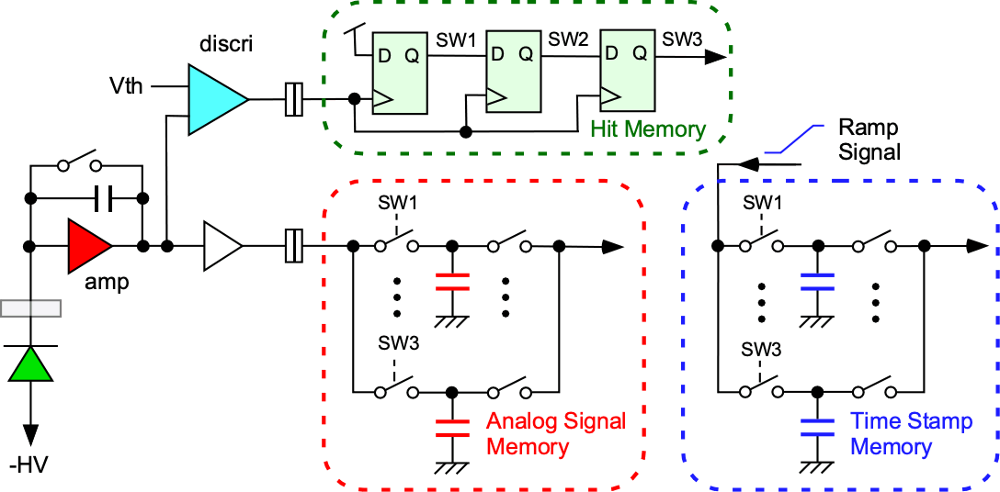 discri
Vth
D Q
SW1
D Q
SW2
D Q
SW3
Hit Memory
Ramp
Signal
amp
-HV
SW1
SW3
Analog Signal
Memory
SW1
SW3
Time Stamp
Memory